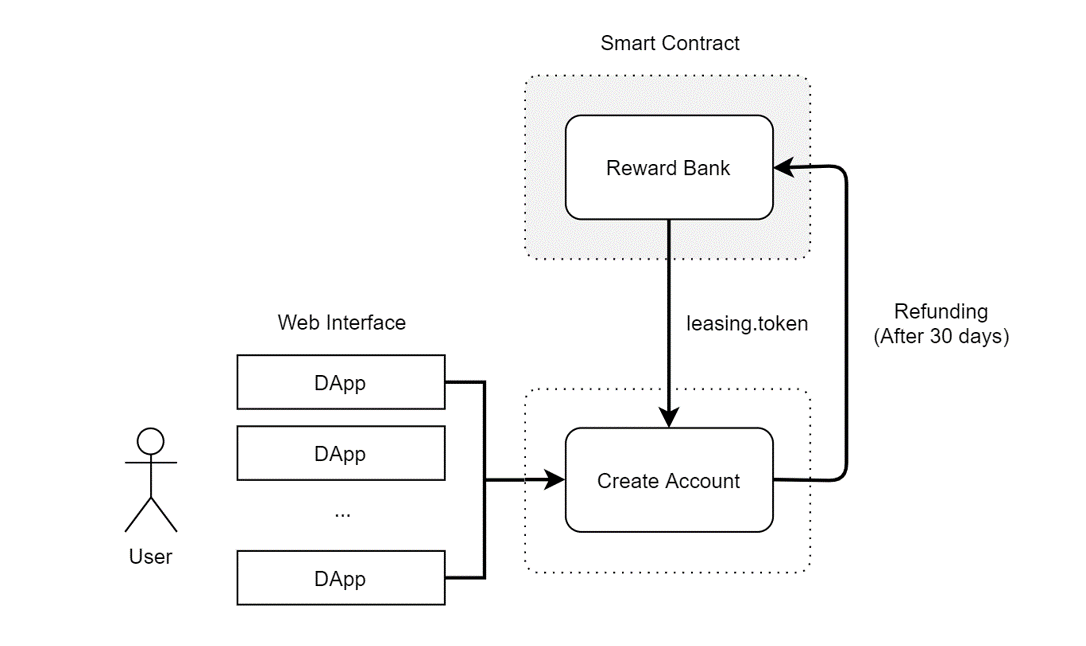 Smart Contract
Reward Bank
leasing.token
Refunding
(After 30 days)
Web Interface
DApp
DApp
...
DApp
User
Create Account